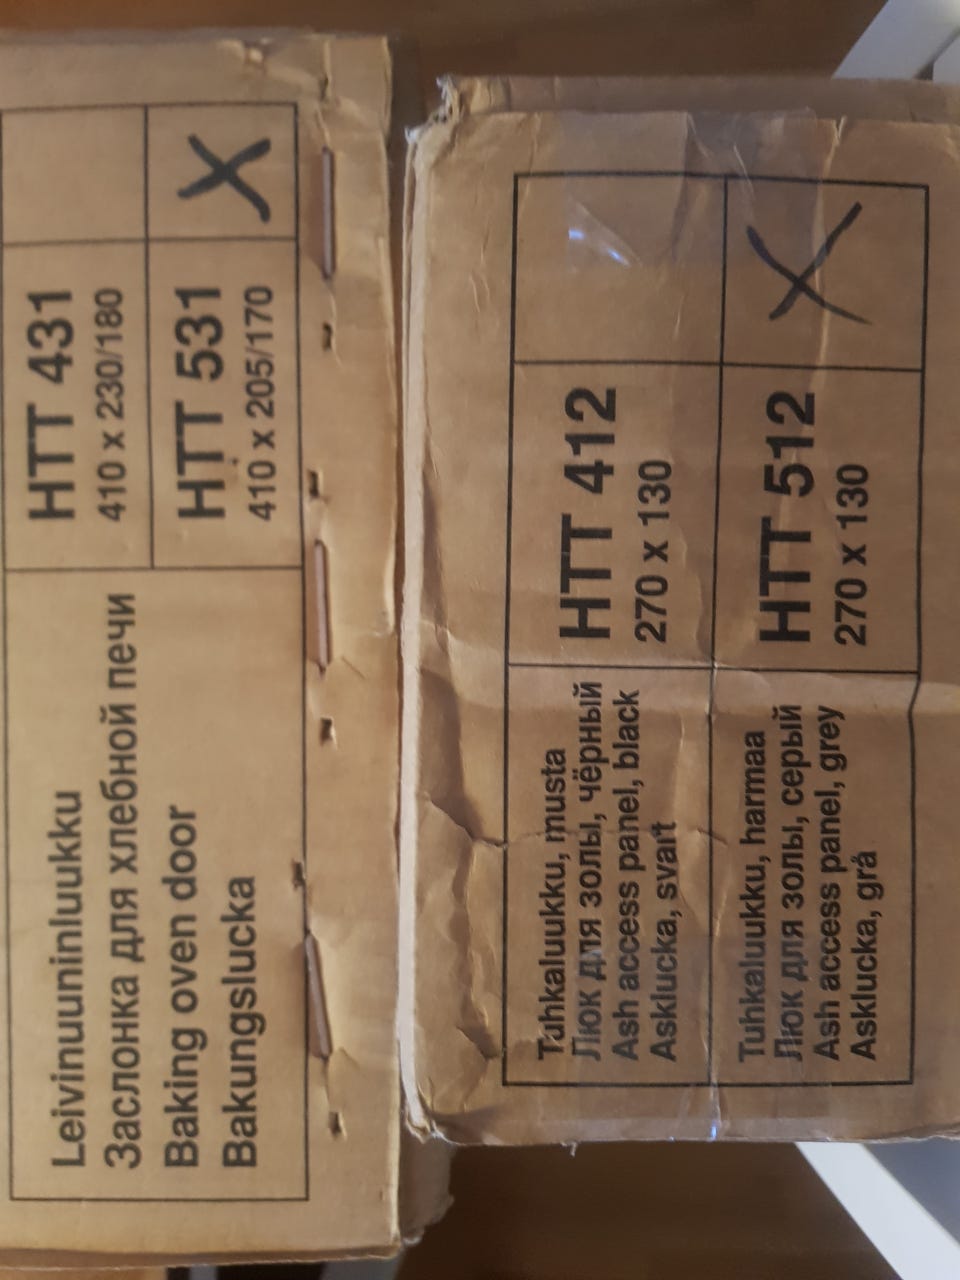 Leivinuuninluukku
Заслонка для хлебной печи
Baking oven door
Bakungslucka
HTT 431
410 x 230/180
HTT 531
410 x 205/170
X
Tuhkaluukku, musta
Люк для золы, чёрный
Ash access panel, black
Asklucka, svart
HTT 412
270 x 130
Tuhkaluukku, harmaa
Люк для золы, серый
Ash access panel, grey
Asklucka, grå
HTT 512
270 x 130
X